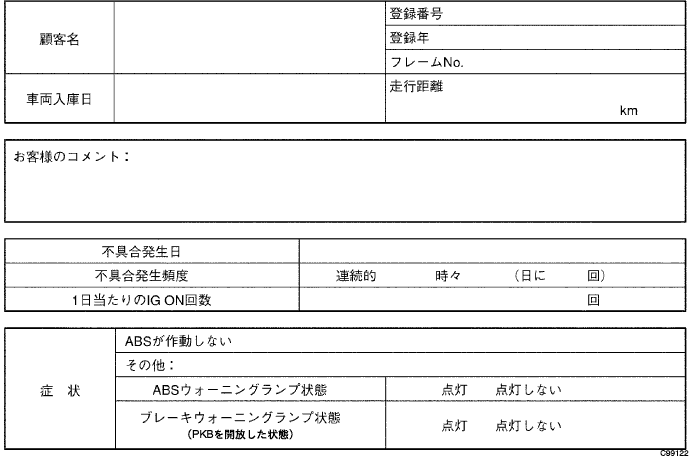 顧客名
登録番号
登録年
フレームNo.
車両入庫日
走行距離
km
お客様のコメント：
不具合発生日
不具合発生頻度 連続的 時々 （日に 回）
1日当たりのIG ON回数 回
症 状
ABSが作動しない
その他：
ABSウォーニングランプ状態 点灯 点灯しない
ブレーキウォーニングランプ状態 点灯 点灯しない
（PKBを開放した状態）
C99122